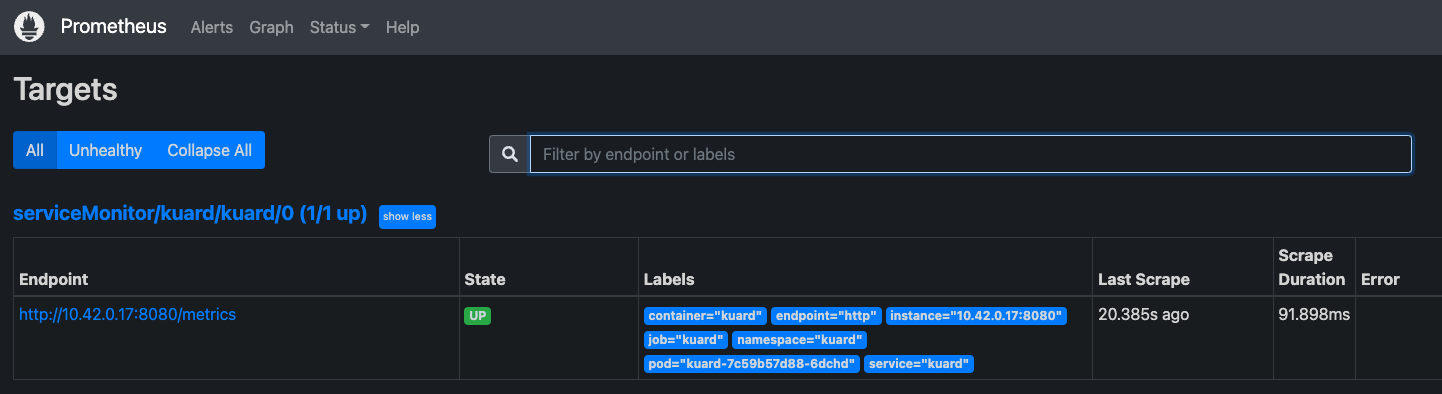 Prometheus Alerts Graph Status Help
Targets
All Unhealthy Collapse All
Filter by endpoint or labels
serviceMonitor/kuard/kuard/0 (1/1 up) show less
Endpoint State Labels Last Scrape Scrape Duration Error
http://10.42.0.17:8080/metrics UP container="kuard" endpoint="http" instance="10.42.0.17:8080" 20.385s ago 91.898ms
job="kuard" namespace="kuard"
pod="kuard-7c59b57d88-6dchd" service="kuard"